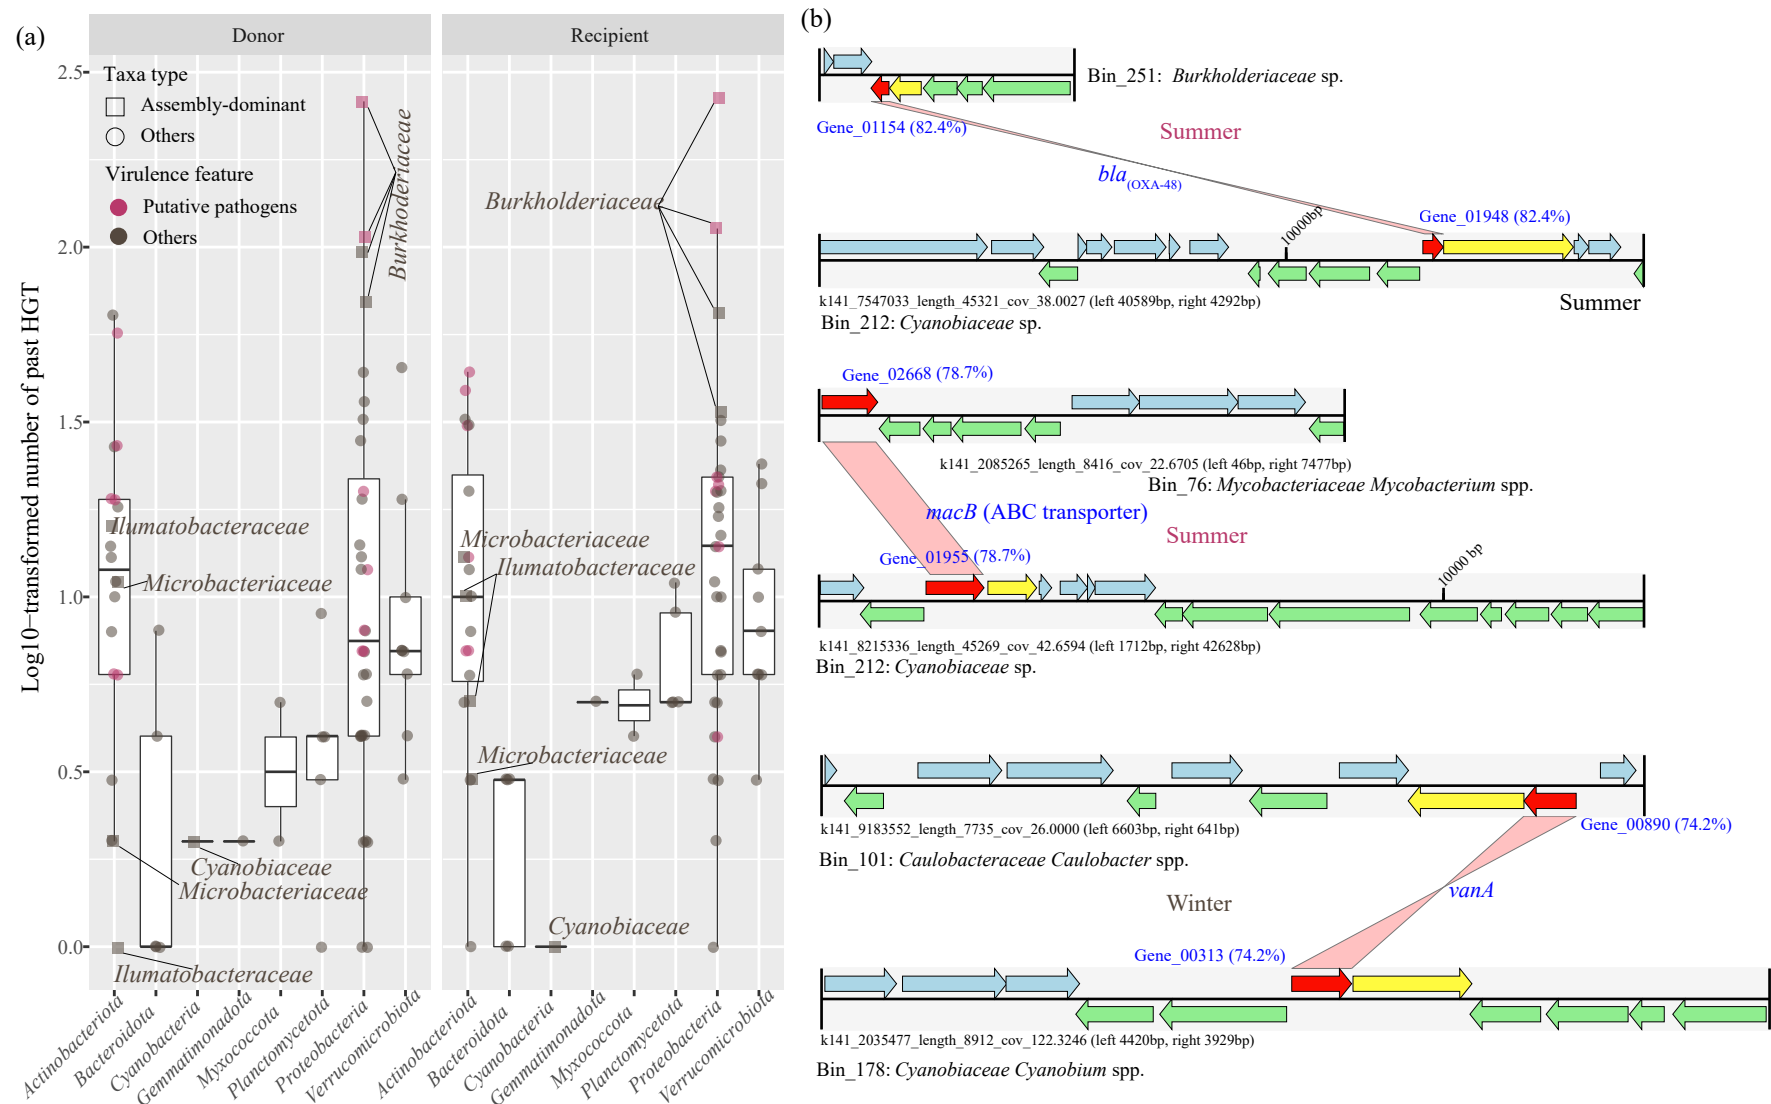 (a)
Donor
Recipient
Log10−transformed number of past HGT
2.5
2.0
1.5
1.0
0.5
0.0
Taxa type
Assembly-dominant
Others
Virulence feature
Putative pathogens
Others
Burkhoderiaceae
Ilumatobacteraceae
Microbacteriaceae
Cyanobiaceae
Microbacteriaceae
Ilumatobacteraceae
Burkholderiaceae
Microbacteriaceae
Ilumatobacteraceae
Microbacteriaceae
Cyanobiaceae
Actinobacteriota
Bacteroidota
Cyanobacteria
Gemmatimonadota
Myxococcota
Planctomycetota
Proteobacteria
Verrucomicrobiota
Actinobacteriota
Bacteroidota
Cyanobacteria
Gemmatimonadota
Myxococcota
Planctomycetota
Proteobacteria
Verrucomicrobiota
(b)
Bin_251: Burkholderiaceae sp.
Gene_01154 (82.4%)
Summer
bla(OXA-48)
10000bp
Gene_01948 (82.4%)
k141_7547033_length_45321_cov_38.0027 (left 40589bp, right 4292bp)
Summer
Bin_212: Cyanobiaceae sp.
Gene_02668 (78.7%)
k141_2085265_length_8416_cov_22.6705 (left 46bp, right 7477bp)
Bin_76: Mycobacteriaceae Mycobacterium spp.
macB (ABC transporter)
Summer
Gene_01955 (78.7%)
10000 bp
k141_8215336_length_45269_cov_42.6594 (left 1712bp, right 42628bp)
Bin_212: Cyanobiaceae sp.
k141_9183552_length_7735_cov_26.0000 (left 6603bp, right 641bp)
Gene_00890 (74.2%)
Bin_101: Caulobacteraceae Caulobacter spp.
vanA
Winter
Gene_00313 (74.2%)
k141_2035477_length_8912_cov_122.3246 (left 4420bp, right 3929bp)
Bin_178: Cyanobiaceae Cyanobium spp.